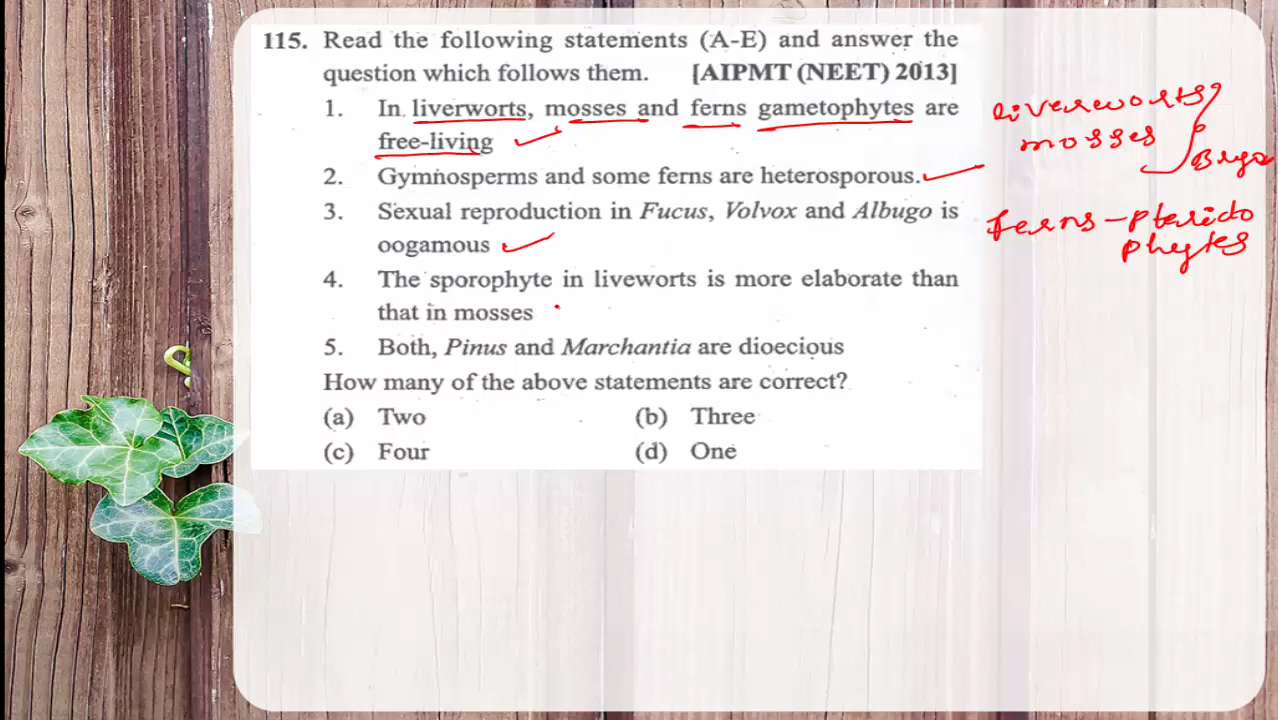 115. Read the following statements (A-E) and answer the
question which follows them. [AIPMT (NEET) 2013]
1. In liverworts, mosses and ferns gametophytes are
free-living
2. Gymnosperms and some ferns are heterosporous.
3. Sexual reproduction in Fucus, Volvox and Albugo is
oogamous
4. The sporophyte in liveworts is more elaborate than
that in mosses
5. Both, Pinus and Marchantia are dioecious
How many of the above statements are correct?
(a) Two (b) Three
(c) Four (d) One
liverworts
mosses
ferns - pterido
phytes